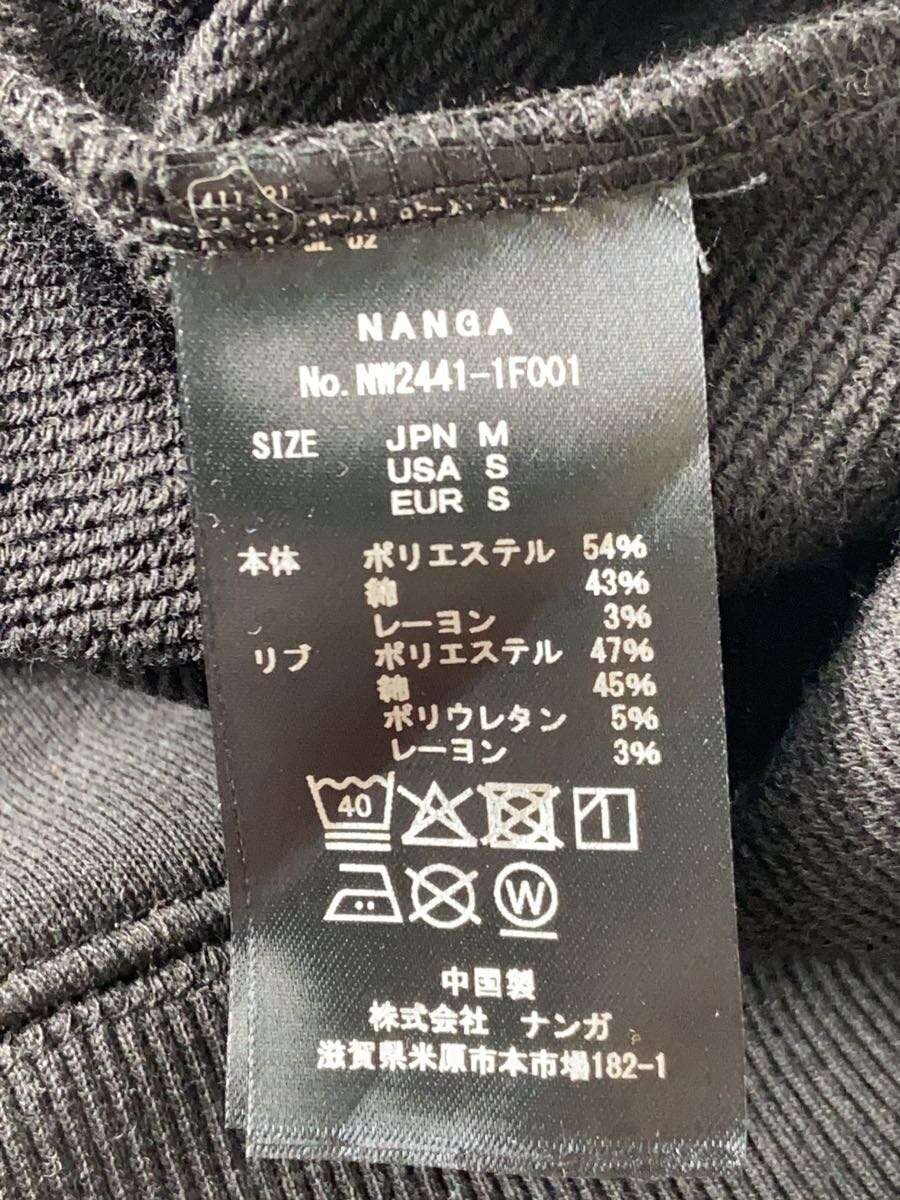 NANGA
No. NW2441-1F001
SIZE JPN M
USA S
EUR S
本体 ポリエステル 54%
綿 43%
レーヨン 3%
リブ ポリエステル 47%
綿 45%
ポリウレタン 5%
レーヨン 3%
40
W
中国製
株式会社 ナンガ
滋賀県米原市本市場182-1